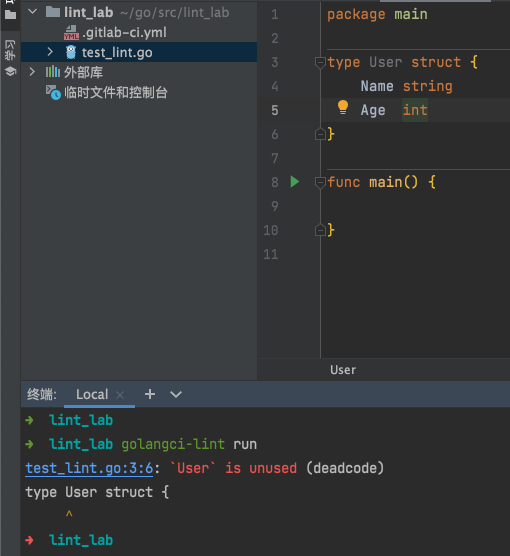 学习
lint_lab ~/go/src/lint_lab
.gitlab-ci.yml
test_lint.go
外部库
临时文件和控制台
1 package main
2
3 type User struct {
4 Name string
5 Age int
6 }
7
8 func main() {
9
10 }
11
User
终端: Local × +
➜ lint_lab
➜ lint_lab golangci-lint run
test_lint.go:3:6: `User` is unused (deadcode)
type User struct {
^
➜ lint_lab